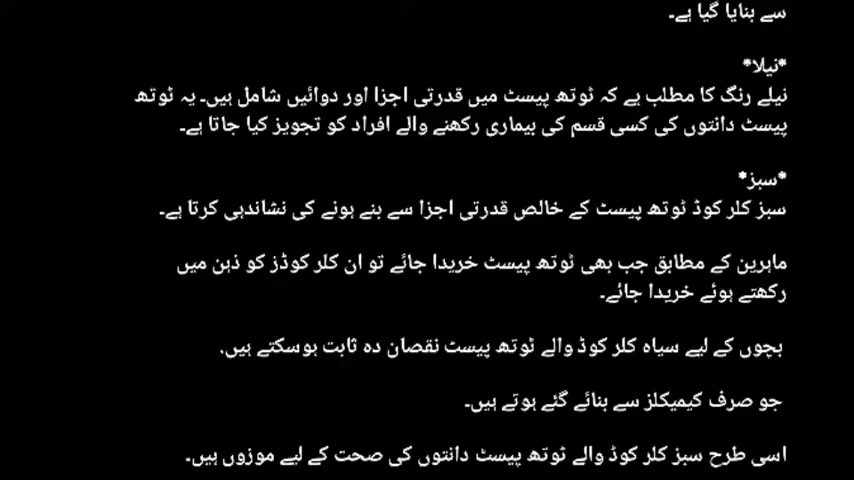 سے بنایا گیا ہے۔
*نیلا*
نیلے رنگ کا مطلب ہے کہ ٹوتھ پیسٹ میں قدرتی اجزا اور دوائیں شامل ہیں۔ یہ ٹوتھ
پیسٹ دانتوں کی کسی قسم کی بیماری رکھنے والے افراد کو تجویز کیا جاتا ہے۔
*سبز*
سبز کلر کوڈ ٹوتھ پیسٹ کے خالص قدرتی اجزا سے بنے ہونے کی نشاندہی کرتا ہے۔
ماہرین کے مطابق جب بھی ٹوتھ پیسٹ خریدا جائے تو ان کلر کوڈز کو ذہن میں
رکھتے ہوئے خریدا جائے۔
بچوں کے لیے سیاہ کلر کوڈ والے ٹوتھ پیسٹ نقصان دہ ثابت ہوسکتے ہیں،
جو صرف کیمیکلز سے بنائے گئے ہوتے ہیں۔
اسی طرح سبز کلر کوڈ والے ٹوتھ پیسٹ دانتوں کی صحت کے لیے موزوں ہیں۔